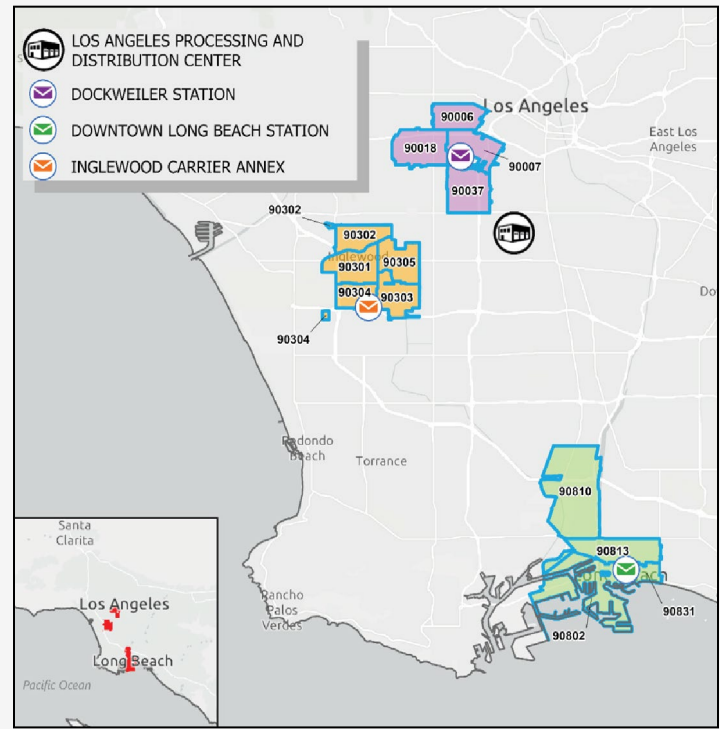 LOS ANGELES PROCESSING AND
DISTRIBUTION CENTER
DOCKWEILER STATION
DOWNTOWN LONG BEACH STATION
INGLEWOOD CARRIER ANNEX
Los Angeles
East Los
Angeles
90006
90018
90007
90037
90302
90302
Inglewood
90301
90305
90304
90303
90304
Redondo
Beach
Torrance
90810
90813
Beach
90831
90802
Rancho
Palos
Verdes
Santa
Clarita
Los Angeles
Long Beach
Pacific Ocean